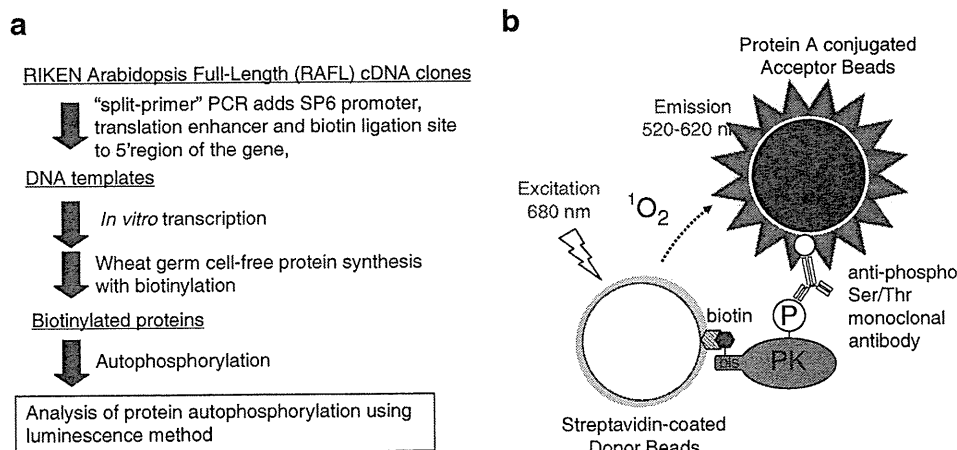 a
RIKEN Arabidopsis Full-Length (RAFL) cDNA clones
"split-primer" PCR adds SP6 promoter,
translation enhancer and biotin ligation site
to 5'region of the gene,
DNA templates
In vitro transcription
Wheat germ cell-free protein synthesis
with biotinylation
Biotinylated proteins
Autophosphorylation
Analysis of protein autophosphorylation using
luminescence method
b
Protein A conjugated
Acceptor Beads
Emission
520-620 n
Excitation
680 nm
¹O₂
anti-phospho
Ser/Thr
monoclonal
antibody
biotin
P
bls
PK
Streptavidin-coated
Donor Beads